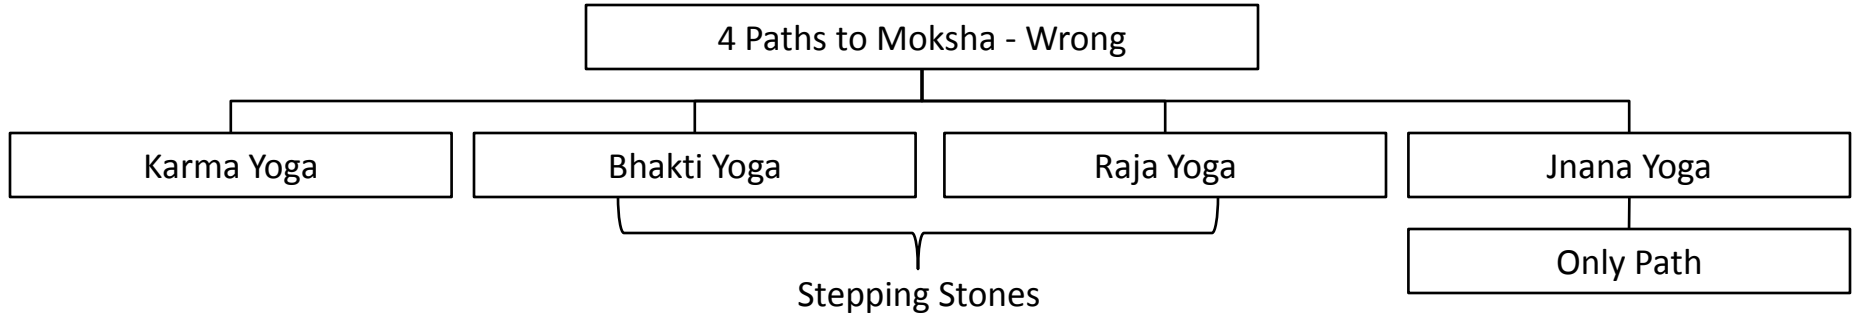 4 Paths to Moksha - Wrong
Karma Yoga
Bhakti Yoga
Raja Yoga
Jnana Yoga
Only Path
Stepping Stones